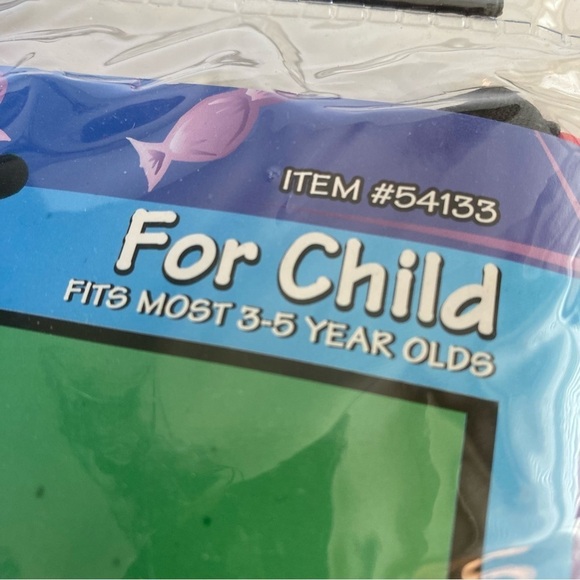 ITEM #54133
For Child
FITS MOST 3-5 YEAR OLDS